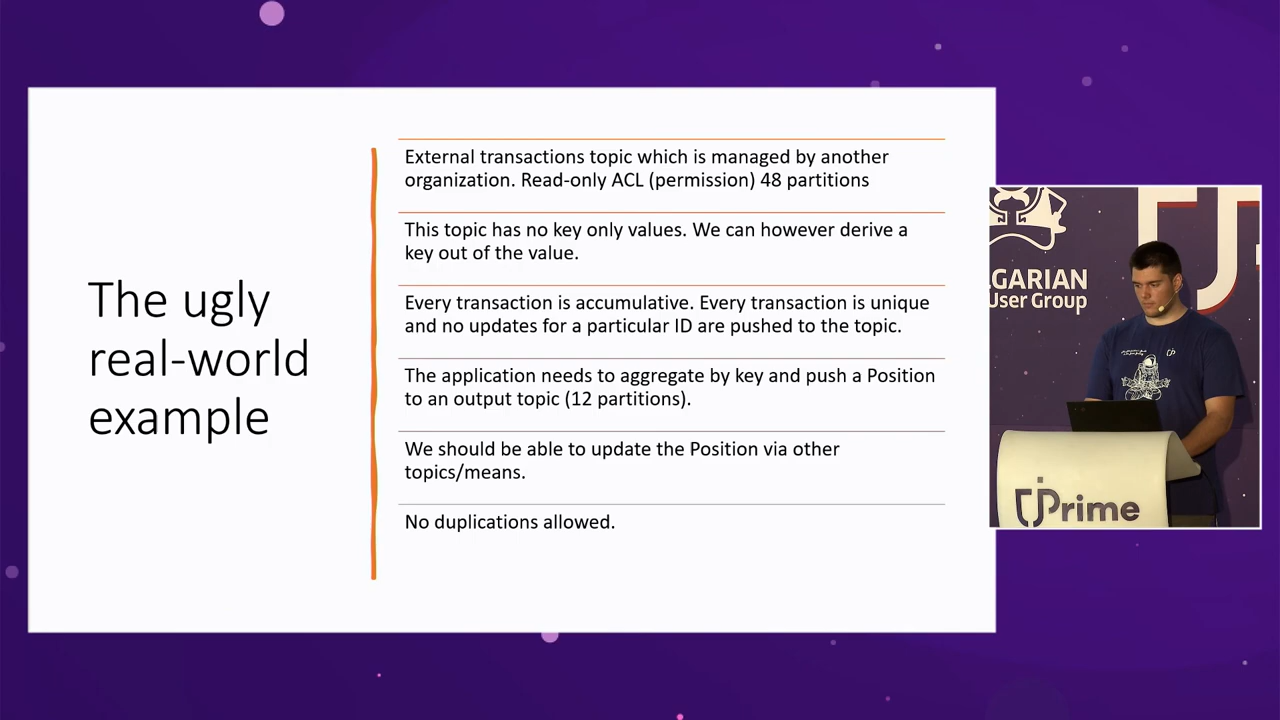 The ugly
real-world
example
External transactions topic which is managed by another
organization. Read-only ACL (permission) 48 partitions
This topic has no key only values. We can however derive a
key out of the value.
Every transaction is accumulative. Every transaction is unique
and no updates for a particular ID are pushed to the topic.
The application needs to aggregate by key and push a Position
to an output topic (12 partitions).
We should be able to update the Position via other
topics/means.
No duplications allowed.
LGARIAN
User Group
jPrime